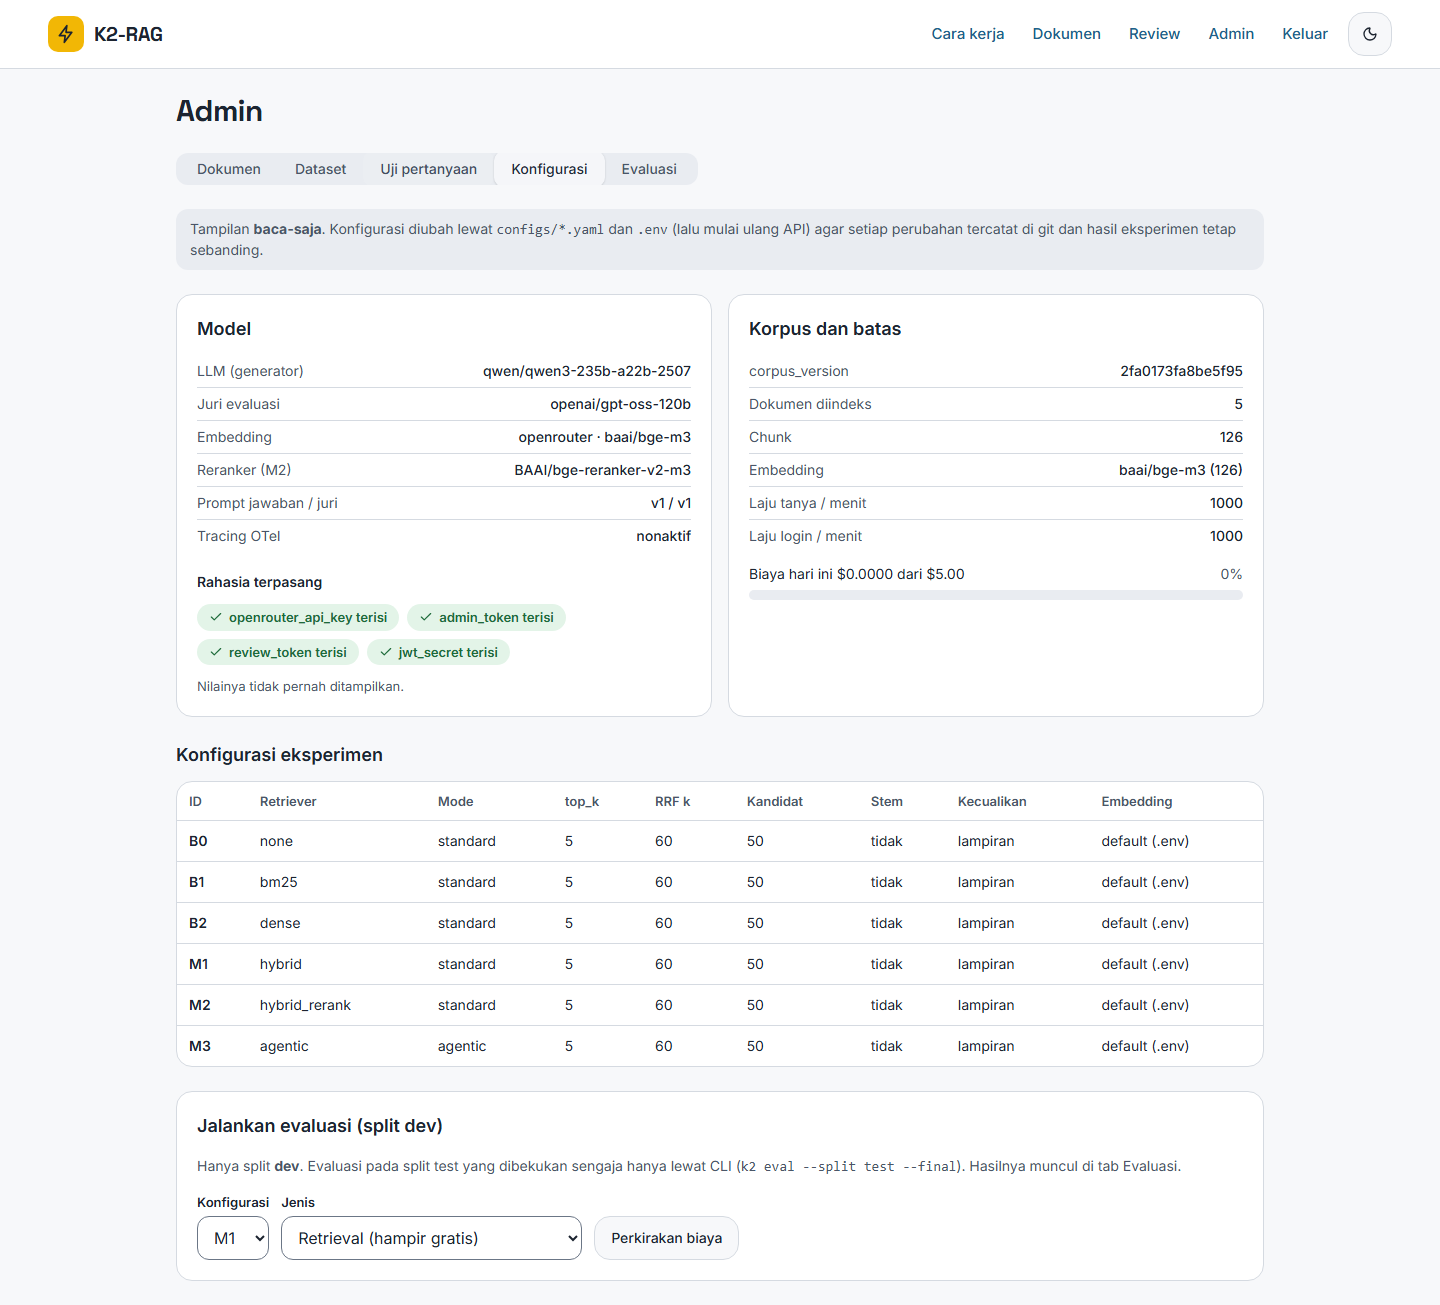 K2-RAG
Cara kerja Dokumen Review Admin Keluar
Admin
Dokumen Dataset Uji pertanyaan Konfigurasi Evaluasi
Tampilan baca-saja. Konfigurasi diubah lewat configs/*.yaml dan .env (lalu mulai ulang API) agar setiap perubahan tercatat di git dan hasil eksperimen tetap
sebanding.
Model
LLM (generator) qwen/qwen3-235b-a22b-2507
Juri evaluasi openai/gpt-oss-120b
Embedding openrouter · baai/bge-m3
Reranker (M2) BAAI/bge-reranker-v2-m3
Prompt jawaban / juri v1 / v1
Tracing OTel nonaktif
Rahasia terpasang
openrouter_api_key terisi admin_token terisi
review_token terisi jwt_secret terisi
Nilainya tidak pernah ditampilkan.
Korpus dan batas
corpus_version 2fa0173fa8be5f95
Dokumen diindeks 5
Chunk 126
Embedding baai/bge-m3 (126)
Laju tanya / menit 1000
Laju login / menit 1000
Biaya hari ini $0.0000 dari $5.00 0%
Konfigurasi eksperimen
ID Retriever Mode top_k RRF k Kandidat Stem Kecualikan Embedding
B0 none standard 5 60 50 tidak lampiran default (.env)
B1 bm25 standard 5 60 50 tidak lampiran default (.env)
B2 dense standard 5 60 50 tidak lampiran default (.env)
M1 hybrid standard 5 60 50 tidak lampiran default (.env)
M2 hybrid_rerank standard 5 60 50 tidak lampiran default (.env)
M3 agentic agentic 5 60 50 tidak lampiran default (.env)
Jalankan evaluasi (split dev)
Hanya split dev. Evaluasi pada split test yang dibekukan sengaja hanya lewat CLI (k2 eval --split test --final). Hasilnya muncul di tab Evaluasi.
Konfigurasi Jenis
M1 Retrieval (hampir gratis) Perkirakan biaya